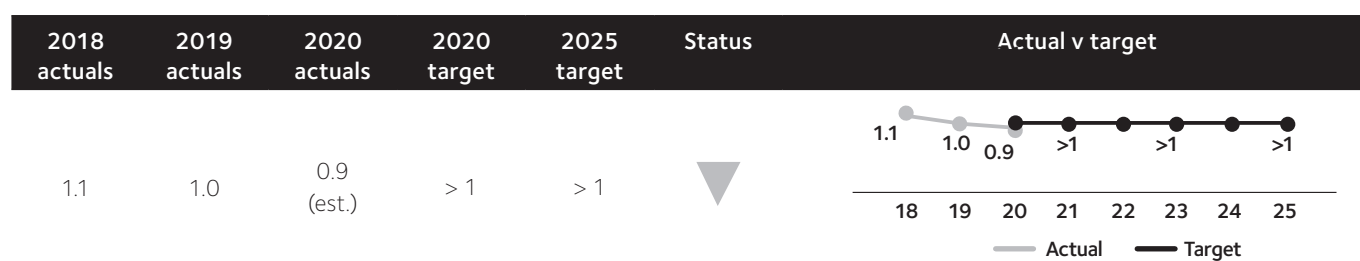 2018 actuals
2019 actuals
2020 actuals
2020 target
2025 target
Status
Actual v target
1.1
1.0
0.9 (est.)
> 1
> 1
1.1
1.0
0.9
>1
>1
>1
18 19 20 21 22 23 24 25
Actual
Target